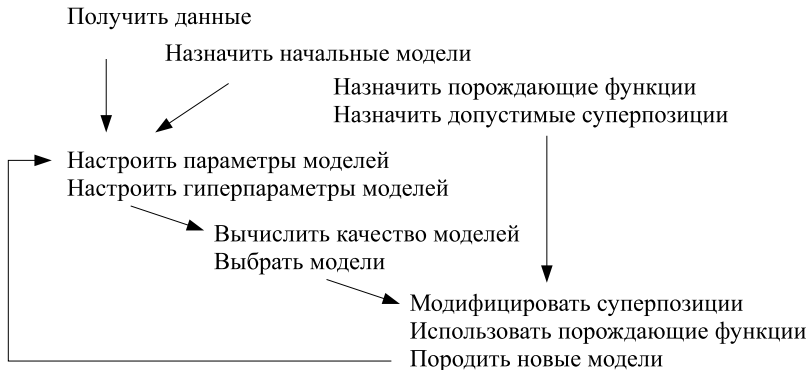 Получить данные
Назначить начальные модели
Назначить порождающие функции
Назначить допустимые суперпозиции
Настроить параметры моделей
Настроить гиперпараметры моделей
Вычислить качество моделей
Выбрать модели
Модифицировать суперпозиции
Использовать порождающие функции
Породить новые модели